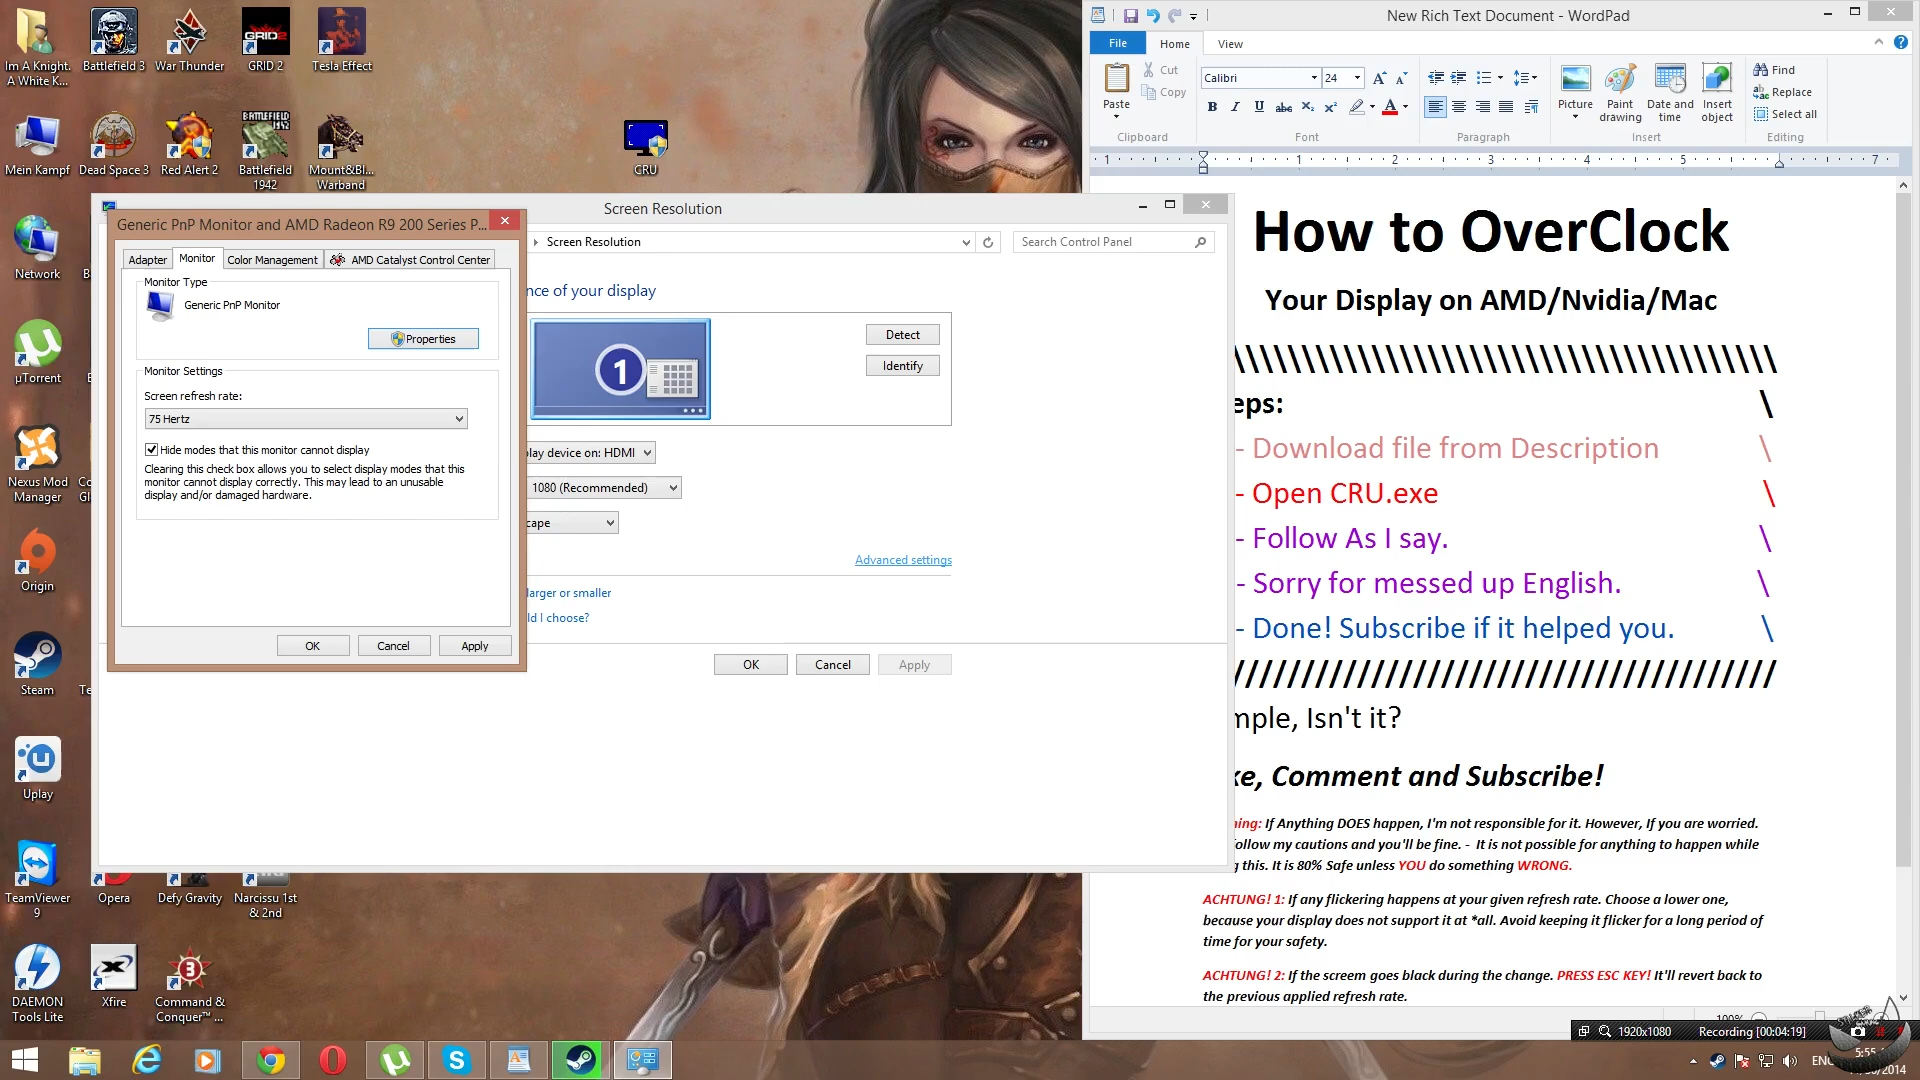 Im A Knight.
A White K...
Battlefield 3
War Thunder
GRID 2
Tesla Effect
Mein Kampf
Dead Space 3
Red Alert 2
Battlefield
1942
Mount&Bl...
Warband
CRU
Network
µTorrent
Nexus Mod
Manager
Origin
Steam
Uplay
TeamViewer
9
Opera
Defy Gravity
Narcissu 1st
& 2nd
DAEMON
Tools Lite
Xfire
Command &
Conquer™ ...
Screen Resolution
Screen Resolution
Search Control Panel
nce of your display
1
Detect
Identify
lay device on: HDMI
1080 (Recommended)
cape
Advanced settings
larger or smaller
ld I choose?
OK Cancel Apply
Generic PnP Monitor and AMD Radeon R9 200 Series P...
Adapter Monitor Color Management AMD Catalyst Control Center
Monitor Type
Generic PnP Monitor
Properties
Monitor Settings
Screen refresh rate:
75 Hertz
Hide modes that this monitor cannot display
Clearing this check box allows you to select display modes that this
monitor cannot display correctly. This may lead to an unusable
display and/or damaged hardware.
OK Cancel Apply
New Rich Text Document - WordPad
File Home View
Paste
Cut
Copy
Clipboard
Calibri 24
B I U abc X₂ X²
Font
Paragraph
Picture
Paint
drawing
Date and
time
Insert
object
Insert
Find
Replace
Select all
Editing
1 1 2 3 4 5 7
How to OverClock
Your Display on AMD/Nvidia/Mac
\\\\\\\\\\\\\\\\\\\\\\\\\\\\\\\\\\\\\\\
eps: \
- Download file from Description \
- Open CRU.exe \
- Follow As I say. \
- Sorry for messed up English. \
- Done! Subscribe if it helped you. \
///////////////////////////////////////
mple, Isn't it?
ke, Comment and Subscribe!
ning: If Anything DOES happen, I'm not responsible for it. However, If you are worried.
ollow my cautions and you'll be fine. - It is not possible for anything to happen while
g this. It is 80% Safe unless YOU do something WRONG.
ACHTUNG! 1: If any flickering happens at your given refresh rate. Choose a lower one,
because your display does not support it at *all. Avoid keeping it flicker for a long period of
time for your safety.
ACHTUNG! 2: If the screem goes black during the change. PRESS ESC KEY! It'll revert back to
the previous applied refresh rate.
100%
1920x1080 Recording [00:04:19]
ENG
5:55